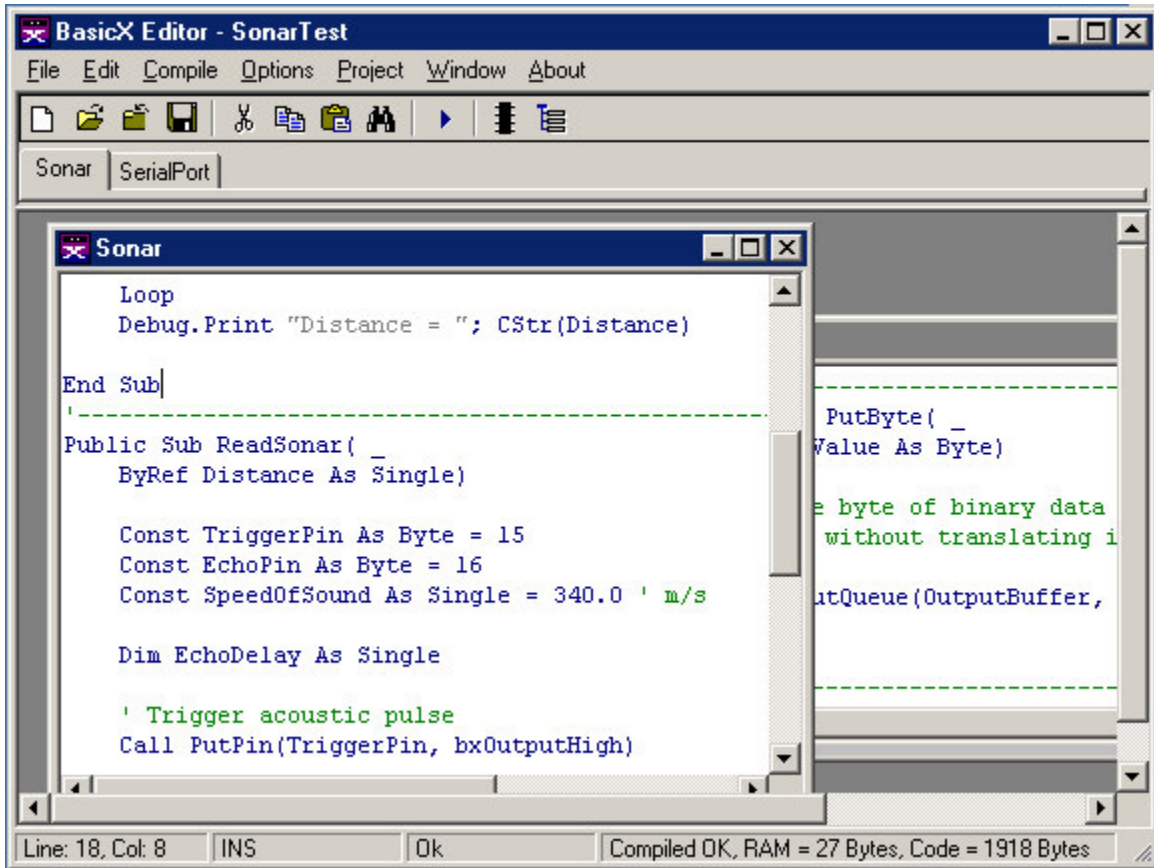 BasicX Editor - SonarTest
File Edit Compile Options Project Window About
Sonar SerialPort
Sonar
Loop
Debug.Print "Distance = "; CStr(Distance)
End Sub
'--------------------------------------------------
Public Sub ReadSonar( _
ByRef Distance As Single)
Const TriggerPin As Byte = 15
Const EchoPin As Byte = 16
Const SpeedOfSound As Single = 340.0 ' m/s
Dim EchoDelay As Single
' Trigger acoustic pulse
Call PutPin(TriggerPin, bxOutputHigh)
PutByte( _
Value As Byte)
byte of binary data
without translating
OutputBuffer,
Line: 18, Col: 8 INS Ok Compiled OK, RAM = 27 Bytes, Code = 1918 Bytes